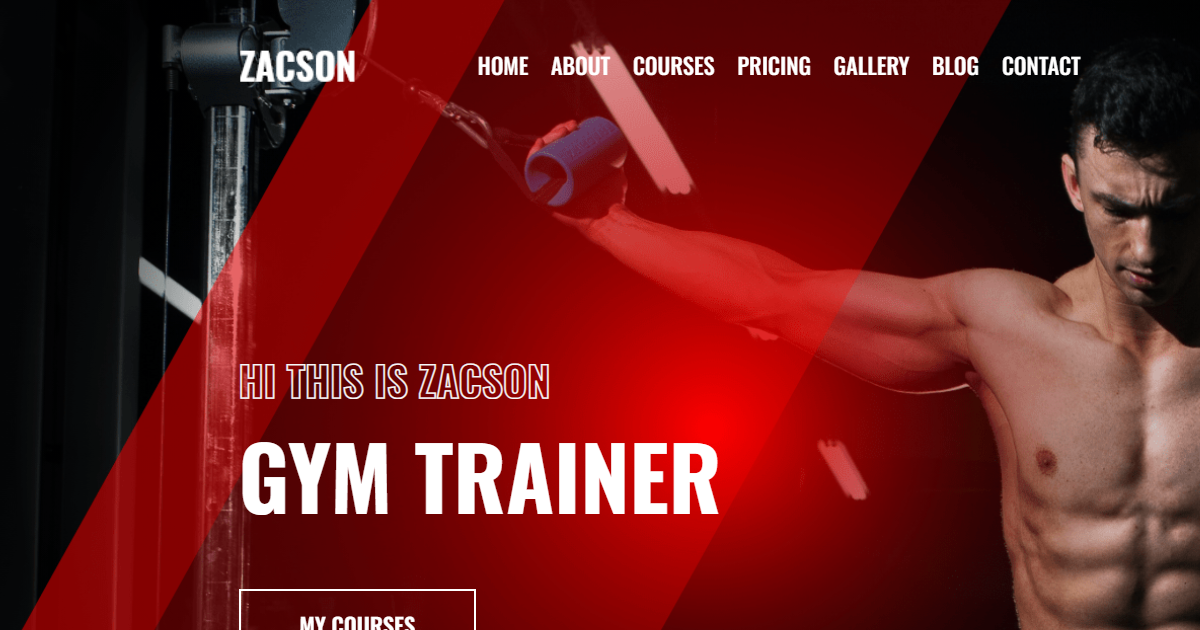 ZACSON
HOME ABOUT COURSES PRICING GALLERY BLOG CONTACT
HI THIS IS ZACSON
GYM TRAINER
MY COURSES